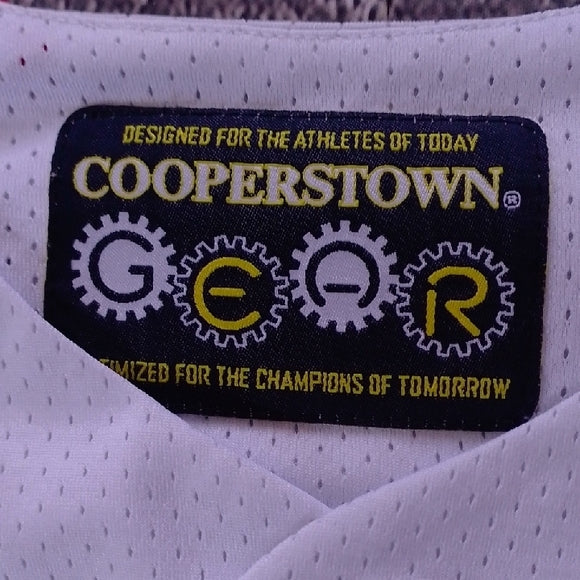 DESIGNED FOR THE ATHLETES OF TODAY
COOPERSTOWN®
GEAR
TIMIZED FOR THE CHAMPIONS OF TOMORROW